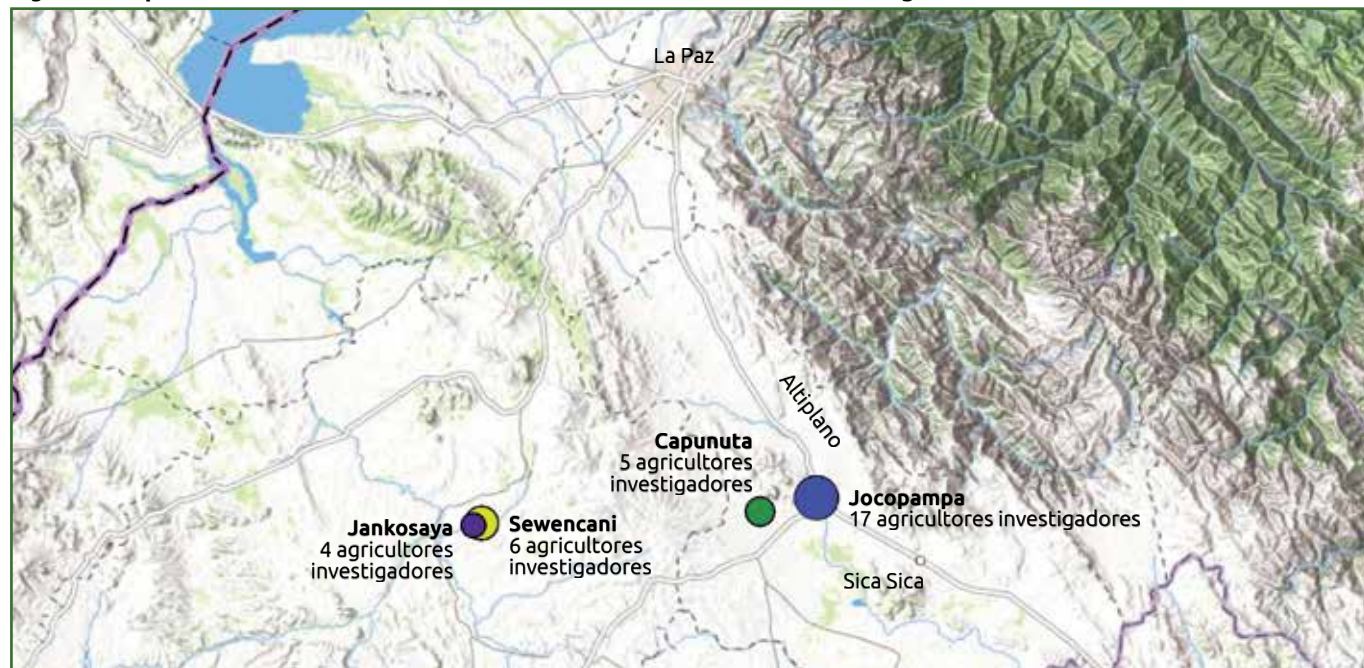 La Paz
Altiplano
Capunuta
5 agricultores
investigadores
Jocopampa
17 agricultores investigadores
Jankosaya
4 agricultores
investigadores
Sewencani
6 agricultores
investigadores
Sica Sica